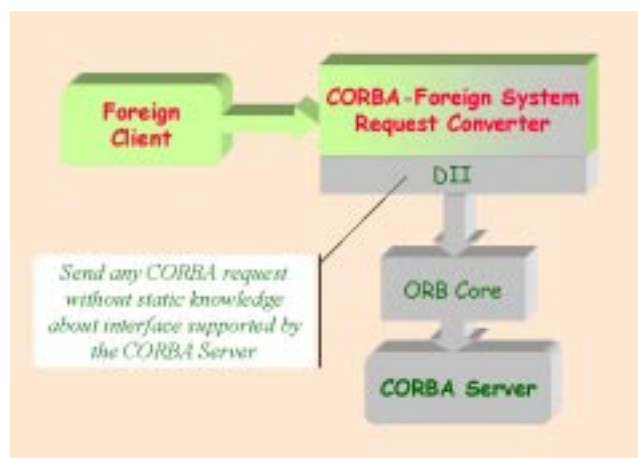 Foreign
Client
CORBA-Foreign System
Request Converter
DII
Send any CORBA request
without static knowledge
about interface supported by
the CORBA Server
ORB Core
CORBA Server